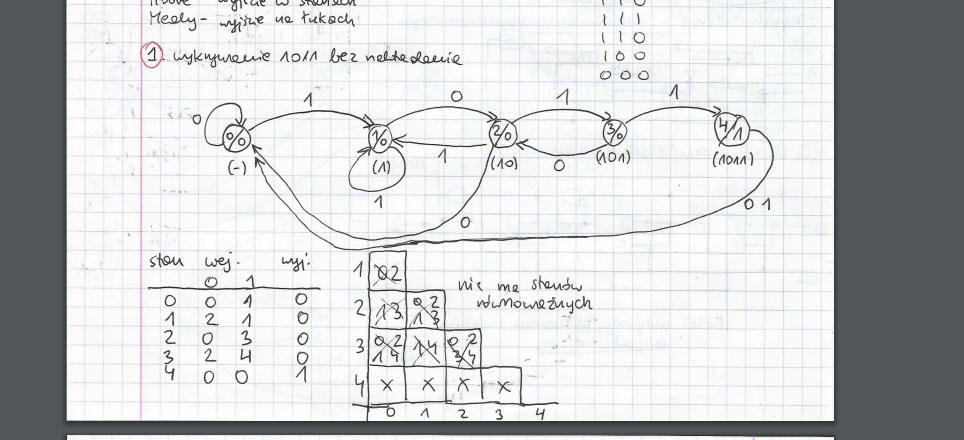 Moore - wyjście w stanach
Mealy - wyjście na łukach
1 1 0
1 1 1
1 1 0
1 0 0
0 0 0
1. wykrywanie 1011 bez nakładania
1 0 1 1
0 0/0 1/0 2/0 3/0 4/1
(-) (1) (10) (101) (1011)
1 0
1
0
0 1
stan wej. wyj.
0 1
0 0 1 0
1 2 1 0
2 0 3 0
3 2 4 0
4 0 0 1
nie ma stanów
równoważnych
1 02
2 13 02 13
3 02 14 14 02 34
4 x x x x
0 1 2 3 4